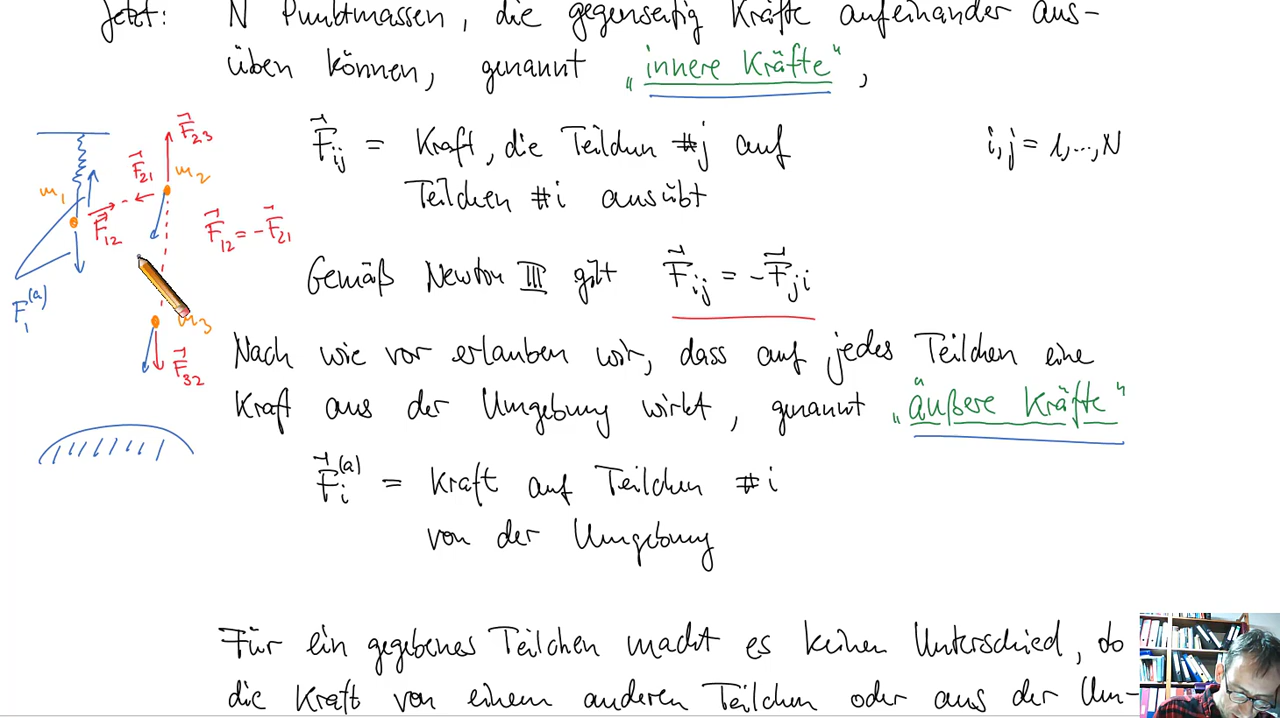 Jetzt: N Punktmassen, die gegenseitig Kräfte aufeinander aus-
üben können, genannt „innere Kräfte“,
F⃗ij = Kraft, die Teilchen #j auf i,j = 1,...,N
Teilchen #i ausübt
Gemäß Newton III gilt F⃗ij = -F⃗ji
Nach wie vor erlauben wir, dass auf jedes Teilchen eine
Kraft aus der Umgebung wirkt, genannt „äußere Kräfte“
F⃗i(a) = Kraft auf Teilchen #i
von der Umgebung
Für ein gegebenes Teilchen macht es keinen Unterschied, ob
die Kraft von einem anderen Teilchen oder aus der Um-
F⃗23
F⃗21 m2
m1
F⃗12 F⃗12 = -F⃗21
F1(a)
m3
F⃗32